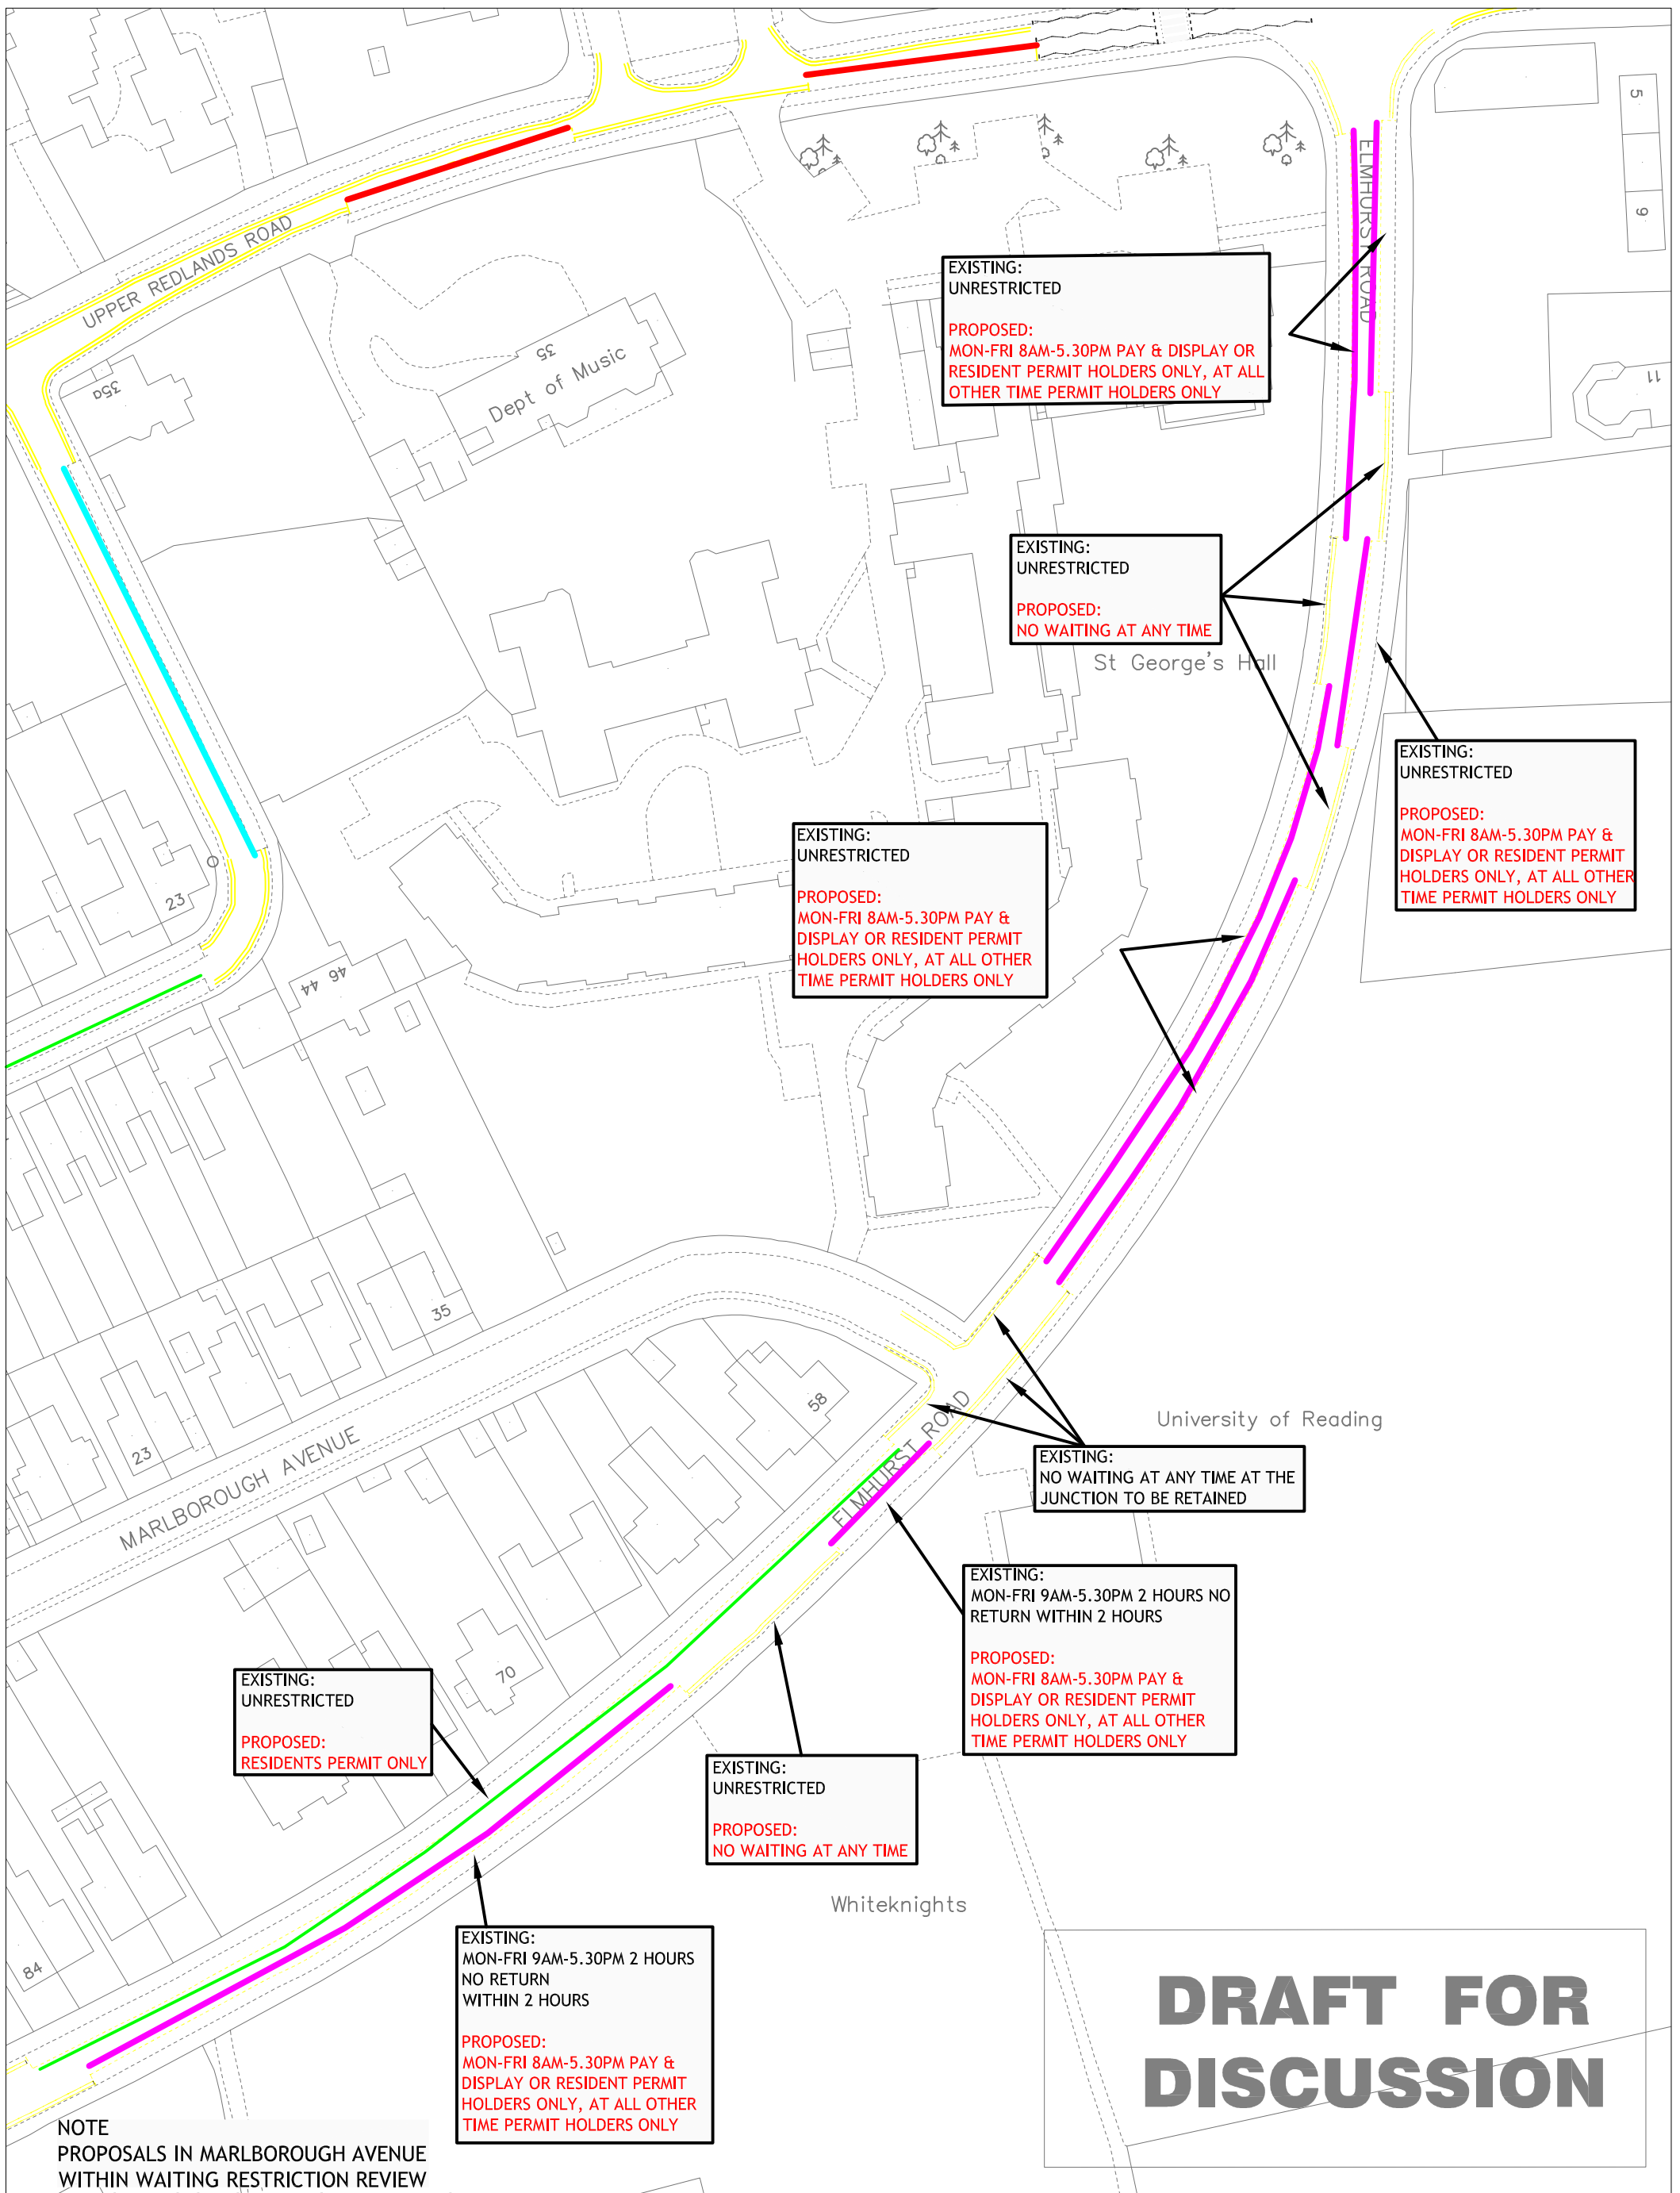 5
9
ELMHURST ROAD
UPPER REDLANDS ROAD
EXISTING:
UNRESTRICTED
PROPOSED:
MON-FRI 8AM-5.30PM PAY & DISPLAY OR
RESIDENT PERMIT HOLDERS ONLY, AT ALL
OTHER TIME PERMIT HOLDERS ONLY
35
Dept of Music
35a
11
EXISTING:
UNRESTRICTED
PROPOSED:
NO WAITING AT ANY TIME
St George's Hall
EXISTING:
UNRESTRICTED
PROPOSED:
MON-FRI 8AM-5.30PM PAY &
DISPLAY OR RESIDENT PERMIT
HOLDERS ONLY, AT ALL OTHER
TIME PERMIT HOLDERS ONLY
EXISTING:
UNRESTRICTED
PROPOSED:
MON-FRI 8AM-5.30PM PAY &
DISPLAY OR RESIDENT PERMIT
HOLDERS ONLY, AT ALL OTHER
TIME PERMIT HOLDERS ONLY
23
44 46
35
58
University of Reading
23
MARLBOROUGH AVENUE
ELMHURST ROAD
EXISTING:
NO WAITING AT ANY TIME AT THE
JUNCTION TO BE RETAINED
EXISTING:
MON-FRI 9AM-5.30PM 2 HOURS NO
RETURN WITHIN 2 HOURS
PROPOSED:
MON-FRI 8AM-5.30PM PAY &
DISPLAY OR RESIDENT PERMIT
HOLDERS ONLY, AT ALL OTHER
TIME PERMIT HOLDERS ONLY
70
EXISTING:
UNRESTRICTED
PROPOSED:
RESIDENTS PERMIT ONLY
EXISTING:
UNRESTRICTED
PROPOSED:
NO WAITING AT ANY TIME
Whiteknights
84
EXISTING:
MON-FRI 9AM-5.30PM 2 HOURS
NO RETURN
WITHIN 2 HOURS
PROPOSED:
MON-FRI 8AM-5.30PM PAY &
DISPLAY OR RESIDENT PERMIT
HOLDERS ONLY, AT ALL OTHER
TIME PERMIT HOLDERS ONLY
DRAFT FOR
DISCUSSION
NOTE
PROPOSALS IN MARLBOROUGH AVENUE
WITHIN WAITING RESTRICTION REVIEW